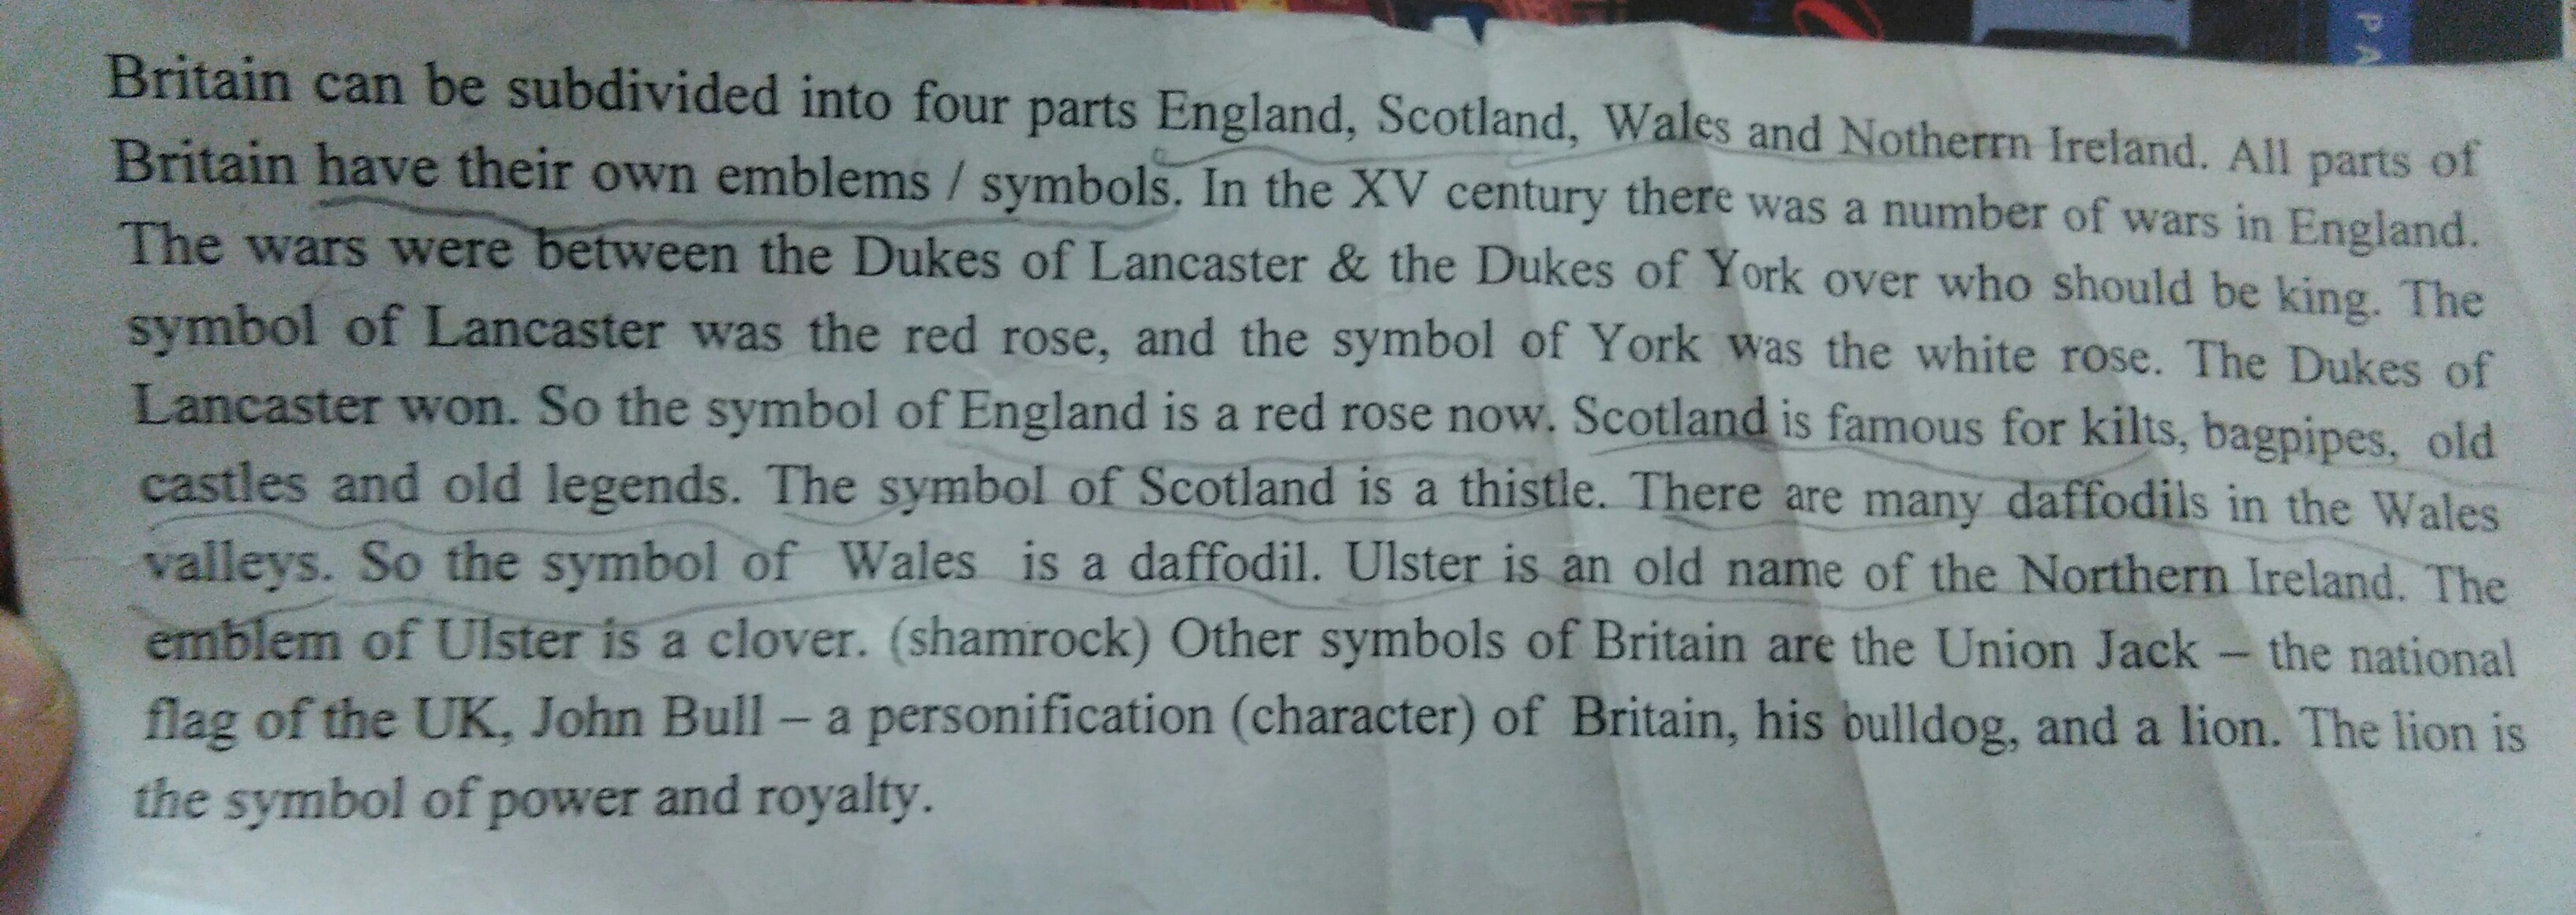 Britain can be subdivided into four parts England, Scotland, Wales and Notherrn Ireland. All parts of
Britain have their own emblems / symbols. In the XV century there was a number of wars in England.
The wars were between the Dukes of Lancaster & the Dukes of York over who should be king. The
symbol of Lancaster was the red rose, and the symbol of York was the white rose. The Dukes of
Lancaster won. So the symbol of England is a red rose now. Scotland is famous for kilts, bagpipes, old
castles and old legends. The symbol of Scotland is a thistle. There are many daffodils in the Wales
valleys. So the symbol of Wales is a daffodil. Ulster is an old name of the Northern Ireland. The
emblem of Ulster is a clover. (shamrock) Other symbols of Britain are the Union Jack – the national
flag of the UK, John Bull – a personification (character) of Britain, his bulldog, and a lion. The lion is
the symbol of power and royalty.